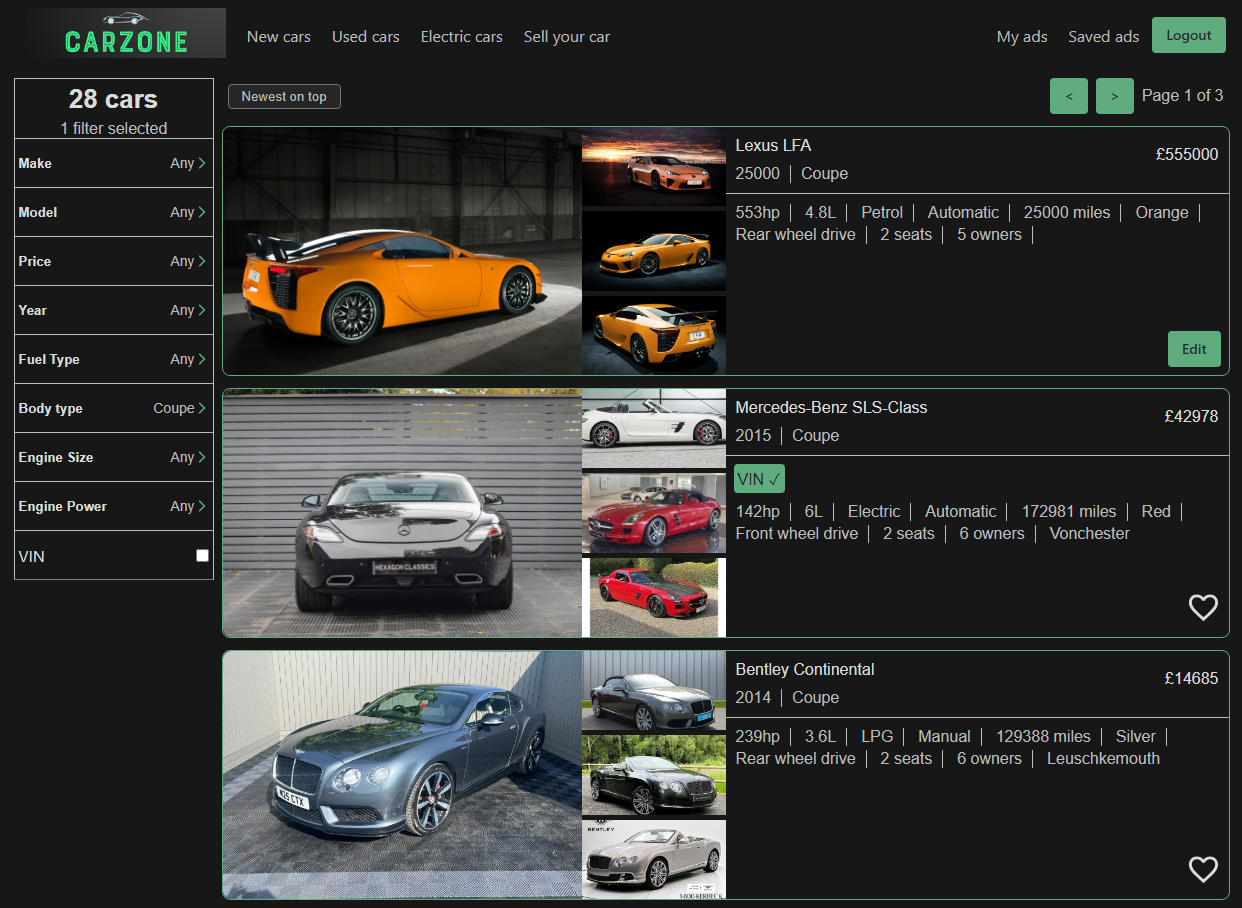 CARZONE
New cars Used cars Electric cars Sell your car
My ads Saved ads Logout
28 cars
1 filter selected
Make Any >
Model Any >
Price Any >
Year Any >
Fuel Type Any >
Body type Coupe >
Engine Size Any >
Engine Power Any >
VIN
Newest on top
< > Page 1 of 3
Lexus LFA
£555000
25000 | Coupe
553hp | 4.8L | Petrol | Automatic | 25000 miles | Orange |
Rear wheel drive | 2 seats | 5 owners |
Edit
HEXAGON CLASSICS
Mercedes-Benz SLS-Class
£42978
2015 | Coupe
VIN ✓
142hp | 6L | Electric | Automatic | 172981 miles | Red |
Front wheel drive | 2 seats | 6 owners | Vonchester
BENTLEY
Bentley Continental
£14685
2014 | Coupe
239hp | 3.6L | LPG | Manual | 129388 miles | Silver |
Rear wheel drive | 2 seats | 6 owners | Leuschkemouth